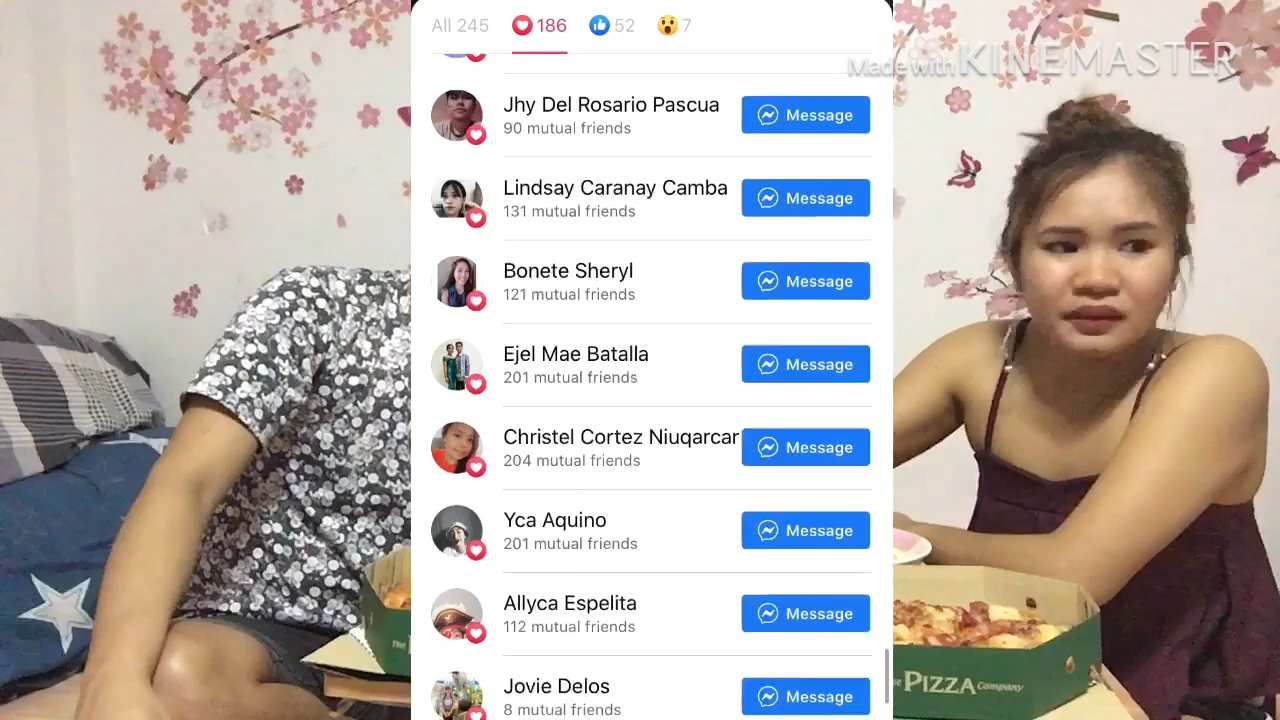 All 245 186 52 7
Made with KINEMASTER
Jhy Del Rosario Pascua
90 mutual friends
Message
Lindsay Caranay Camba
131 mutual friends
Message
Bonete Sheryl
121 mutual friends
Message
Ejel Mae Batalla
201 mutual friends
Message
Christel Cortez Niuqarcar
204 mutual friends
Message
Yca Aquino
201 mutual friends
Message
Allyca Espelita
112 mutual friends
Message
Jovie Delos
8 mutual friends
Message
The
PIZZA Company